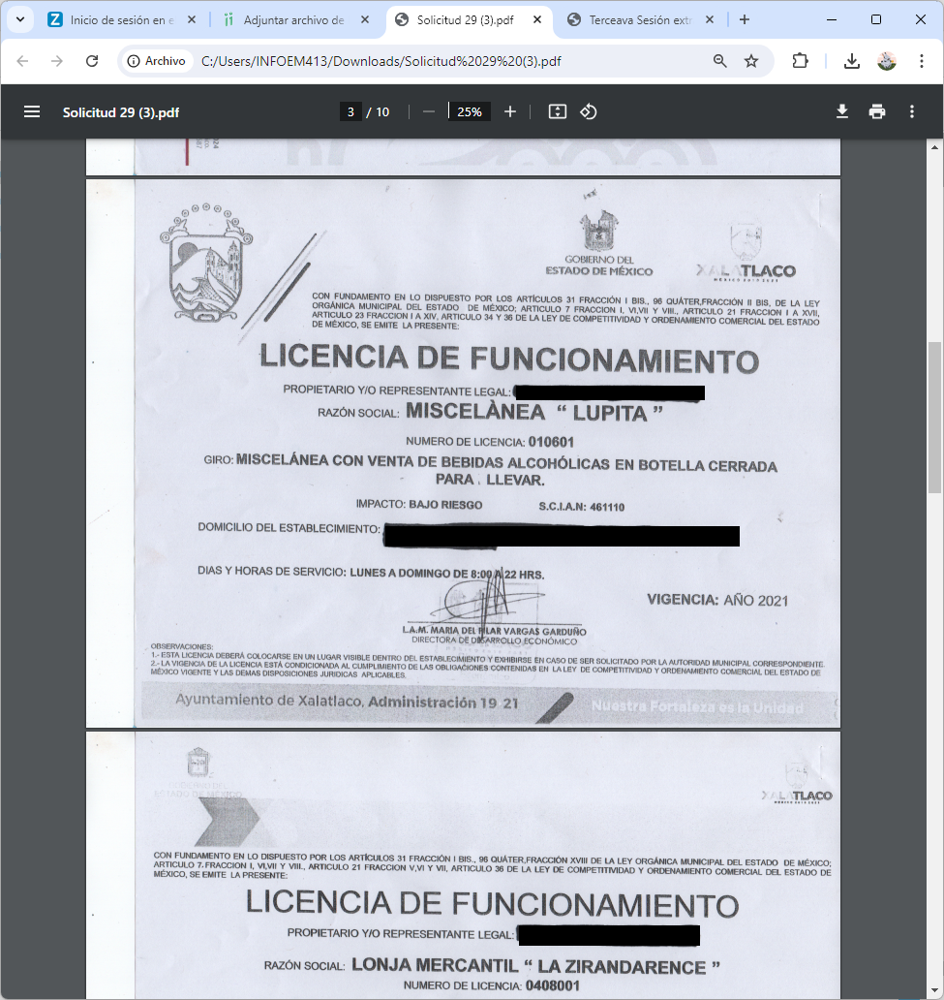 Inicio de sesión en e
Adjuntar archivo de
Solicitud 29 (3).pdf
Terceava Sesión extr
Archivo
C:/Users/INFOEM413/Downloads/Solicitud%2029%20(3).pdf
Solicitud 29 (3).pdf
3 / 10
25%
GOBIERNO DEL
ESTADO DE MÉXICO
XALATLACO
CON FUNDAMENTO EN LO DISPUESTO POR LOS ARTÍCULOS 31 FRACCIÓN I BIS., 96 QUÁTER,FRACCIÓN II BIS, DE LA LEY
ORGÁNICA MUNICIPAL DEL ESTADO DE MÉXICO; ARTICULO 7 FRACCION I, VI,VII Y VIII., ARTICULO 21 FRACCION I A XVII,
ARTICULO 23 FRACCION I A XIV, ARTICULO 34 Y 36 DE LA LEY DE COMPETITIVIDAD Y ORDENAMIENTO COMERCIAL DEL ESTADO
DE MÉXICO, SE EMITE LA PRESENTE:
LICENCIA DE FUNCIONAMIENTO
PROPIETARIO Y/O REPRESENTANTE LEGAL:
RAZÓN SOCIAL: MISCELÀNEA “ LUPITA ”
NUMERO DE LICENCIA: 010601
GIRO: MISCELÁNEA CON VENTA DE BEBIDAS ALCOHÓLICAS EN BOTELLA CERRADA
PARA LLEVAR.
IMPACTO: BAJO RIESGO S.C.I.A.N: 461110
DOMICILIO DEL ESTABLECIMIENTO:
DIAS Y HORAS DE SERVICIO: LUNES A DOMINGO DE 8:00 A 22 HRS.
VIGENCIA: AÑO 2021
L.A.M. MARIA DEL PILAR VARGAS GARDUÑO
DIRECTORA DE DESARROLLO ECONÓMICO
OBSERVACIONES:
1.- ESTA LICENCIA DEBERÁ COLOCARSE EN UN LUGAR VISIBLE DENTRO DEL ESTABLECIMIENTO Y EXHIBIRSE EN CASO DE SER SOLICITADO POR LA AUTORIDAD MUNICIPAL CORRESPONDIENTE.
2.- LA VIGENCIA DE LA LICENCIA ESTÁ CONDICIONADA AL CUMPLIMIENTO DE LAS OBLIGACIONES CONTENIDAS EN LA LEY DE COMPETITIVIDAD Y ORDENAMIENTO COMERCIAL DEL ESTADO DE
MÉXICO VIGENTE Y LAS DEMAS DISPOSICIONES JURIDICAS APLICABLES.
Ayuntamiento de Xalatlaco, Administración 19 21
Nuestra Fortaleza es la Unidad
GOBIERNO DEL
ESTADO DE MÉXICO
XALATLACO
CON FUNDAMENTO EN LO DISPUESTO POR LOS ARTÍCULOS 31 FRACCIÓN I BIS., 96 QUÁTER,FRACCIÓN XVIII DE LA LEY ORGÁNICA MUNICIPAL DEL ESTADO DE MÉXICO;
ARTICULO 7. FRACCION I, VI,VII Y VIII., ARTICULO 21 FRACCION V,VI Y VII, ARTICULO 36 DE LA LEY DE COMPETITIVIDAD Y ORDENAMIENTO COMERCIAL DEL ESTADO DE
MÉXICO, SE EMITE LA PRESENTE:
LICENCIA DE FUNCIONAMIENTO
PROPIETARIO Y/O REPRESENTANTE LEGAL:
RAZÓN SOCIAL: LONJA MERCANTIL “ LA ZIRANDARENCE ”
NUMERO DE LICENCIA: 0408001